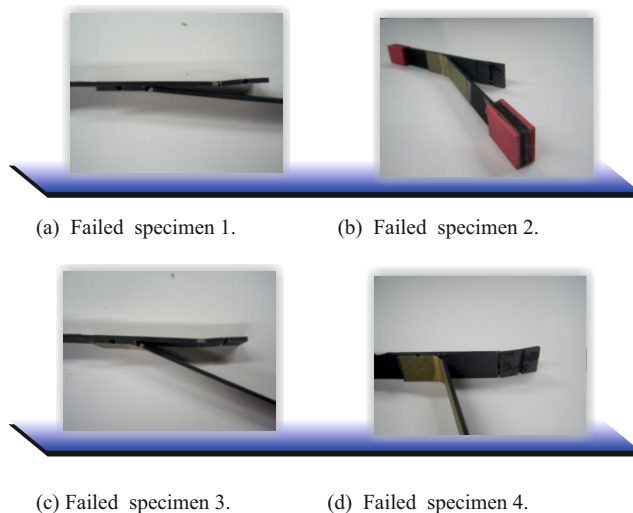 (a) Failed specimen 1.
(b) Failed specimen 2.
(c) Failed specimen 3.
(d) Failed specimen 4.